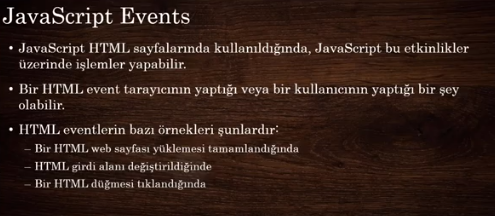 JavaScript Events
• JavaScript HTML sayfalarında kullanıldığında, JavaScript bu etkinlikler
üzerinde işlemler yapabilir.
• Bir HTML event tarayıcının yaptığı veya bir kullanıcının yaptığı bir şey
olabilir.
• HTML eventlerin bazı örnekleri şunlardır:
– Bir HTML web sayfası yüklemesi tamamlandığında
– HTML girdi alanı değiştirildiğinde
– Bir HTML düğmesi tıklandığında